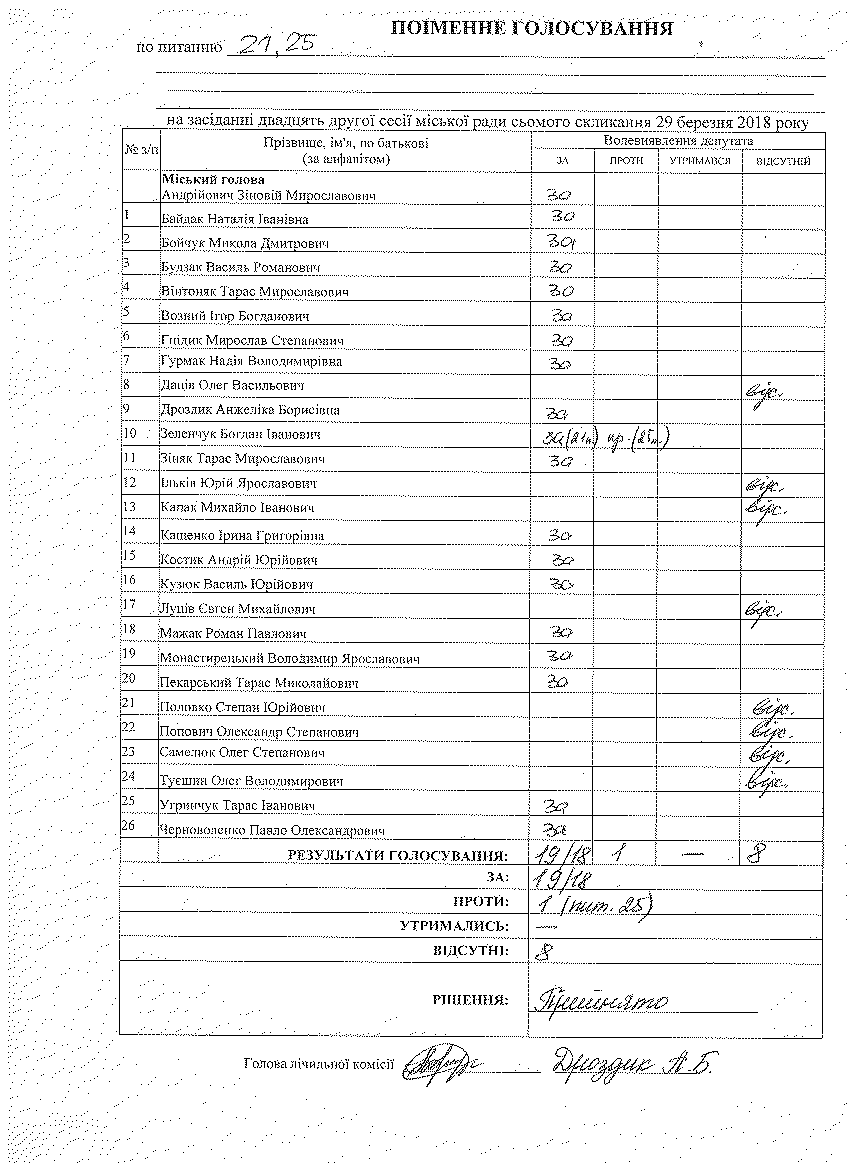 ПОІМЕННЕ ГОЛОСУВАННЯ
по питанню 21, 25
на засіданні двадцять другої сесії міської ради сьомого скликання 29 березня 2018 року
№ з/п Прізвище, ім'я, по батькові (за алфавітом) Волевиявлення депутата
ЗА ПРОТИ УТРИМАВСЯ ВІДСУТНІЙ
Міський голова
Андрійович Зіновій Мирославович за
1 Байдак Наталія Іванівна за
2 Бойчук Микола Дмитрович за
3 Будзак Василь Романович за
4 Вінтоняк Тарас Мирославович за
5 Возний Ігор Богданович за
6 Гнідик Мирослав Степанович за
7 Гурмак Надія Володимирівна за
8 Дація Олег Васильович відс.
9 Дроздик Анжеліка Борисівна за
10 Зеленчук Богдан Іванович за (21п) пр. (25п.)
11 Зіняк Тарас Мирославович за
12 Ільків Юрій Ярославович відс.
13 Капак Михайло Іванович відс.
14 Кащенко Ірина Григорівна за
15 Костик Андрій Юрійович за
16 Кузюк Василь Юрійович за
17 Луців Євген Михайлович відс.
18 Мажак Роман Павлович за
19 Монастирецький Володимир Ярославович за
20 Пекарський Тарас Миколайович за
21 Половко Степан Юрійович відс.
22 Попович Олександр Степанович відс.
23 Самелюк Олег Степанович відс.
24 Туєшин Олег Володимирович відс.
25 Угринчук Тарас Іванович за
26 Черноволенко Павло Олександрович за
РЕЗУЛЬТАТИ ГОЛОСУВАННЯ: 19/18 1 — 8
ЗА: 19/18
ПРОТИ: 1 (пит. 25)
УТРИМАЛИСЬ: —
ВІДСУТНІ: 8
РІШЕННЯ: Прийнято
Голова лічильної комісії Дроздик А.Б.